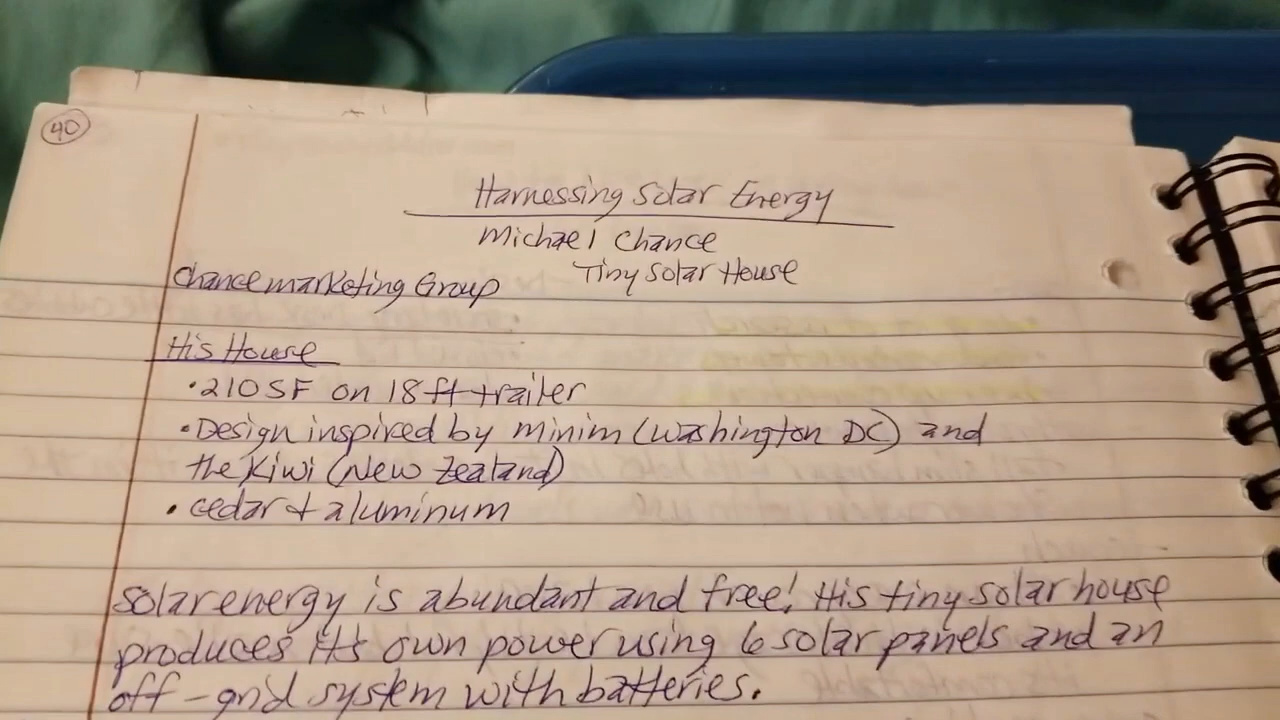 40
Harnessing Solar Energy
Michael Chance
Tiny Solar House
Chance marketing Group
His House
• 210 SF on 18ft trailer
• Design inspired by minim (Washington DC) and
the Kiwi (New Zealand)
• cedar + aluminum
solar energy is abundant and free! His tiny solar house
produces it's own power using 6 solar panels and an
off-grid system with batteries.